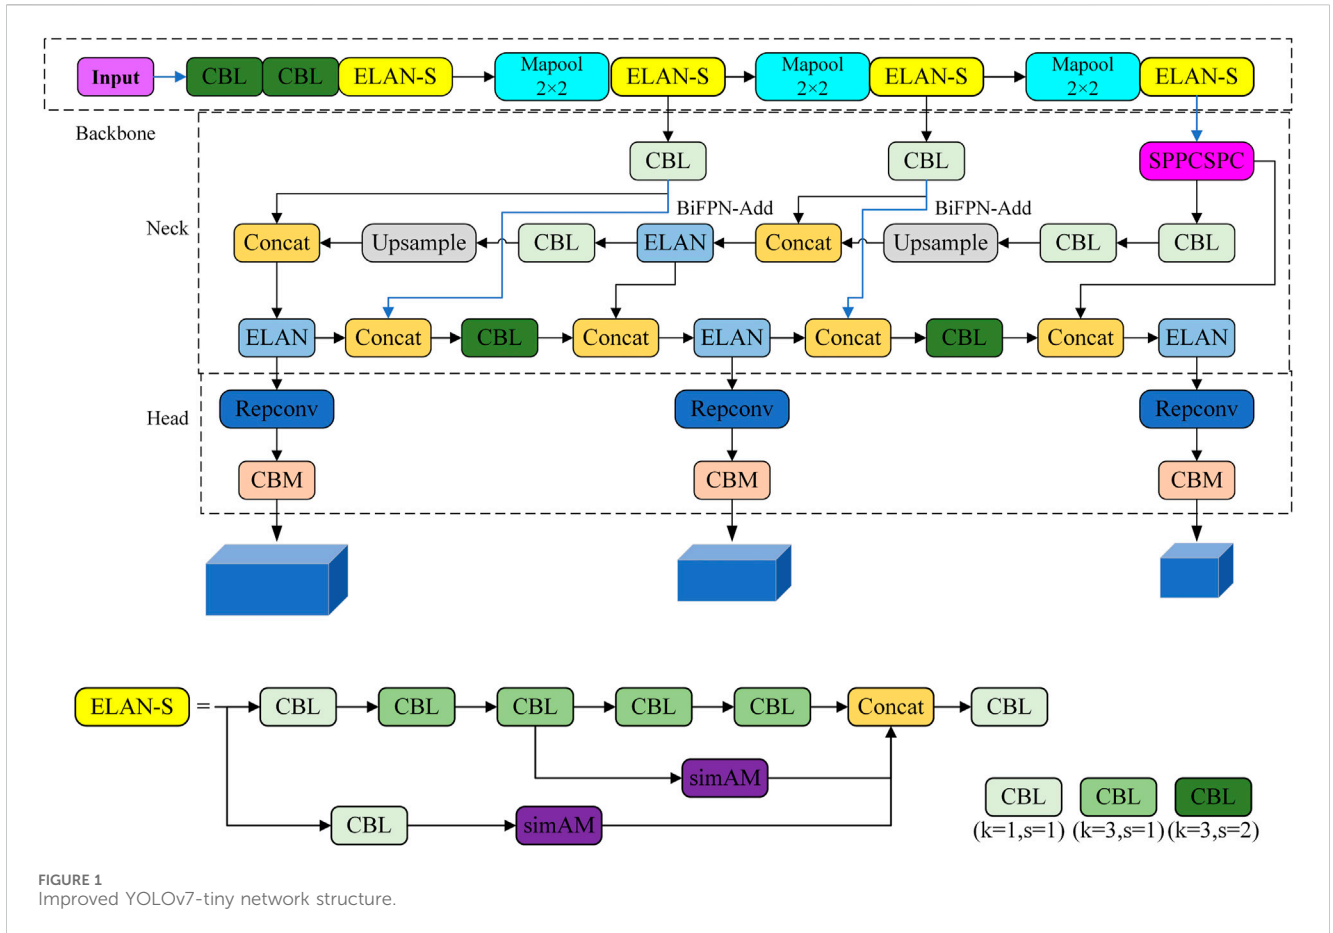 Input
CBL
CBL
ELAN-S
Mapool
2×2
ELAN-S
Mapool
2×2
ELAN-S
Mapool
2×2
ELAN-S
Backbone
CBL
CBL
SPPCSPC
BiFPN-Add
BiFPN-Add
Neck
Concat
Upsample
CBL
ELAN
Concat
Upsample
CBL
CBL
ELAN
Concat
CBL
Concat
ELAN
Concat
CBL
Concat
ELAN
Head
Repconv
Repconv
Repconv
CBM
CBM
CBM
ELAN-S
=
CBL
CBL
CBL
CBL
CBL
Concat
CBL
simAM
CBL
simAM
CBL
CBL
CBL
(k=1,s=1)
(k=3,s=1)
(k=3,s=2)
FIGURE 1
Improved YOLOv7-tiny network structure.